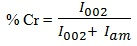 % Cr = I₀₀₂ / (I₀₀₂ + Iₐₘ)